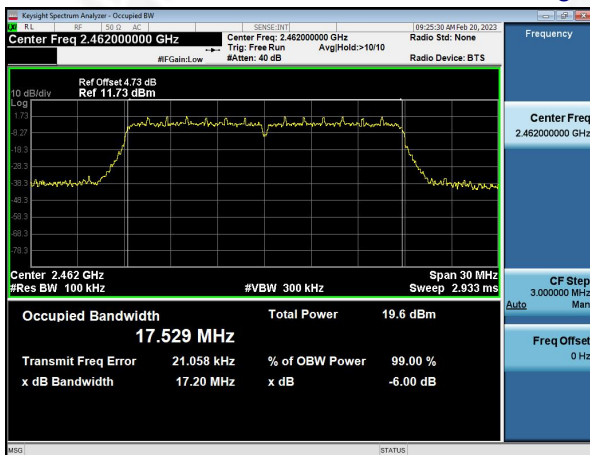 Keysight Spectrum Analyzer - Occupied BW
RL RF 50 Ω AC SENSE:INT 09:25:30 AM Feb 20, 2023
Center Freq 2.462000000 GHz Center Freq: 2.462000000 GHz Radio Std: None
Trig: Free Run Avg|Hold:>10/10
#IFGain:Low #Atten: 40 dB Radio Device: BTS
Ref Offset 4.73 dB
10 dB/div Ref 11.73 dBm
Log
1.73
-8.27
-18.3
-28.3
-38.3
-48.3
-58.3
-68.3
-78.3
Center 2.462 GHz Span 30 MHz
#Res BW 100 kHz #VBW 300 kHz Sweep 2.933 ms
Occupied Bandwidth Total Power 19.6 dBm
17.529 MHz
Transmit Freq Error 21.058 kHz % of OBW Power 99.00 %
x dB Bandwidth 17.20 MHz x dB -6.00 dB
Frequency
Center Freq
2.462000000 GHz
CF Step
3.000000 MHz
Auto Man
Freq Offset
0 Hz
MSG STATUS